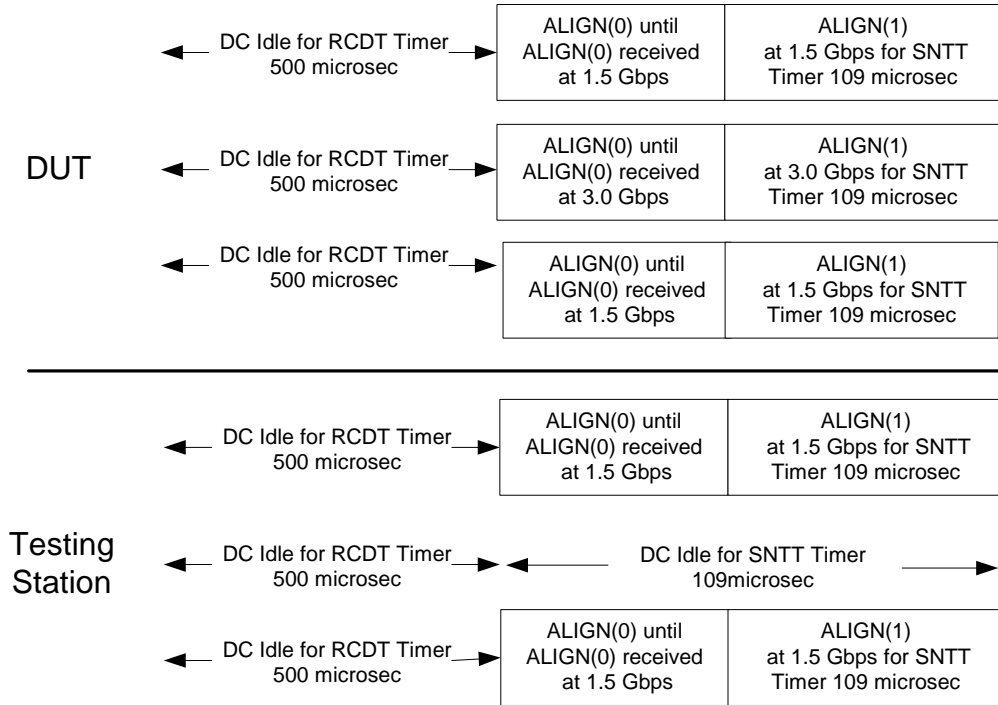 DC Idle for RCDT Timer
500 microsec
ALIGN(0) until
ALIGN(0) received
at 1.5 Gbps
ALIGN(1)
at 1.5 Gbps for SNTT
Timer 109 microsec
DUT
DC Idle for RCDT Timer
500 microsec
ALIGN(0) until
ALIGN(0) received
at 3.0 Gbps
ALIGN(1)
at 3.0 Gbps for SNTT
Timer 109 microsec
DC Idle for RCDT Timer
500 microsec
ALIGN(0) until
ALIGN(0) received
at 1.5 Gbps
ALIGN(1)
at 1.5 Gbps for SNTT
Timer 109 microsec
DC Idle for RCDT Timer
500 microsec
ALIGN(0) until
ALIGN(0) received
at 1.5 Gbps
ALIGN(1)
at 1.5 Gbps for SNTT
Timer 109 microsec
Testing
Station
DC Idle for RCDT Timer
500 microsec
DC Idle for SNTT Timer
109microsec
DC Idle for RCDT Timer
500 microsec
ALIGN(0) until
ALIGN(0) received
at 1.5 Gbps
ALIGN(1)
at 1.5 Gbps for SNTT
Timer 109 microsec